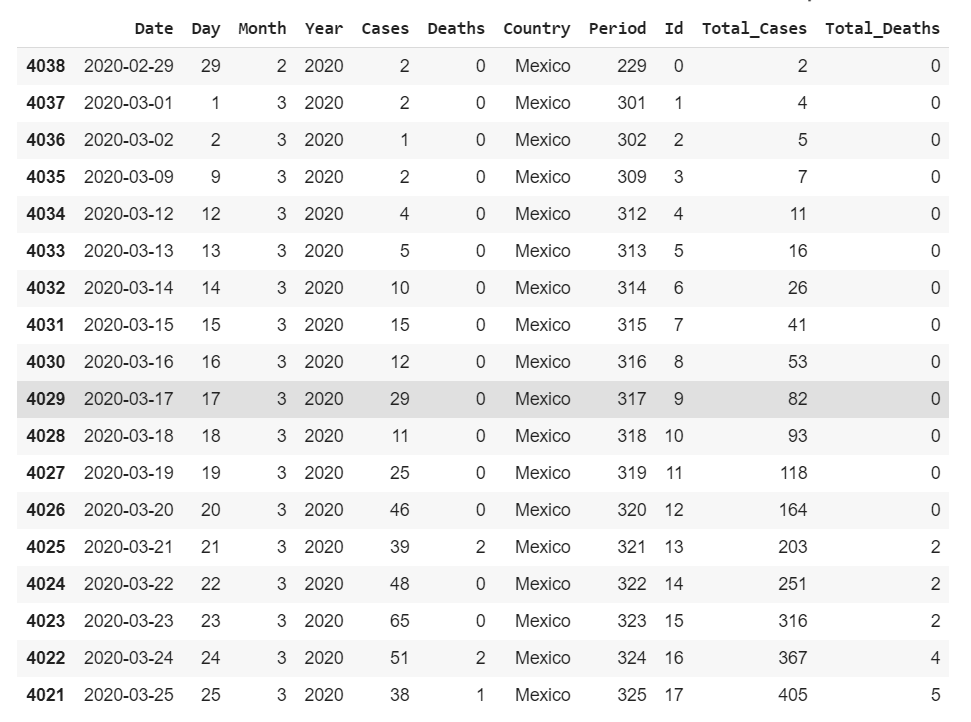 Date Day Month Year Cases Deaths Country Period Id Total_Cases Total_Deaths
4038 2020-02-29 29 2 2020 2 0 Mexico 229 0 2 0
4037 2020-03-01 1 3 2020 2 0 Mexico 301 1 4 0
4036 2020-03-02 2 3 2020 1 0 Mexico 302 2 5 0
4035 2020-03-09 9 3 2020 2 0 Mexico 309 3 7 0
4034 2020-03-12 12 3 2020 4 0 Mexico 312 4 11 0
4033 2020-03-13 13 3 2020 5 0 Mexico 313 5 16 0
4032 2020-03-14 14 3 2020 10 0 Mexico 314 6 26 0
4031 2020-03-15 15 3 2020 15 0 Mexico 315 7 41 0
4030 2020-03-16 16 3 2020 12 0 Mexico 316 8 53 0
4029 2020-03-17 17 3 2020 29 0 Mexico 317 9 82 0
4028 2020-03-18 18 3 2020 11 0 Mexico 318 10 93 0
4027 2020-03-19 19 3 2020 25 0 Mexico 319 11 118 0
4026 2020-03-20 20 3 2020 46 0 Mexico 320 12 164 0
4025 2020-03-21 21 3 2020 39 2 Mexico 321 13 203 2
4024 2020-03-22 22 3 2020 48 0 Mexico 322 14 251 2
4023 2020-03-23 23 3 2020 65 0 Mexico 323 15 316 2
4022 2020-03-24 24 3 2020 51 2 Mexico 324 16 367 4
4021 2020-03-25 25 3 2020 38 1 Mexico 325 17 405 5